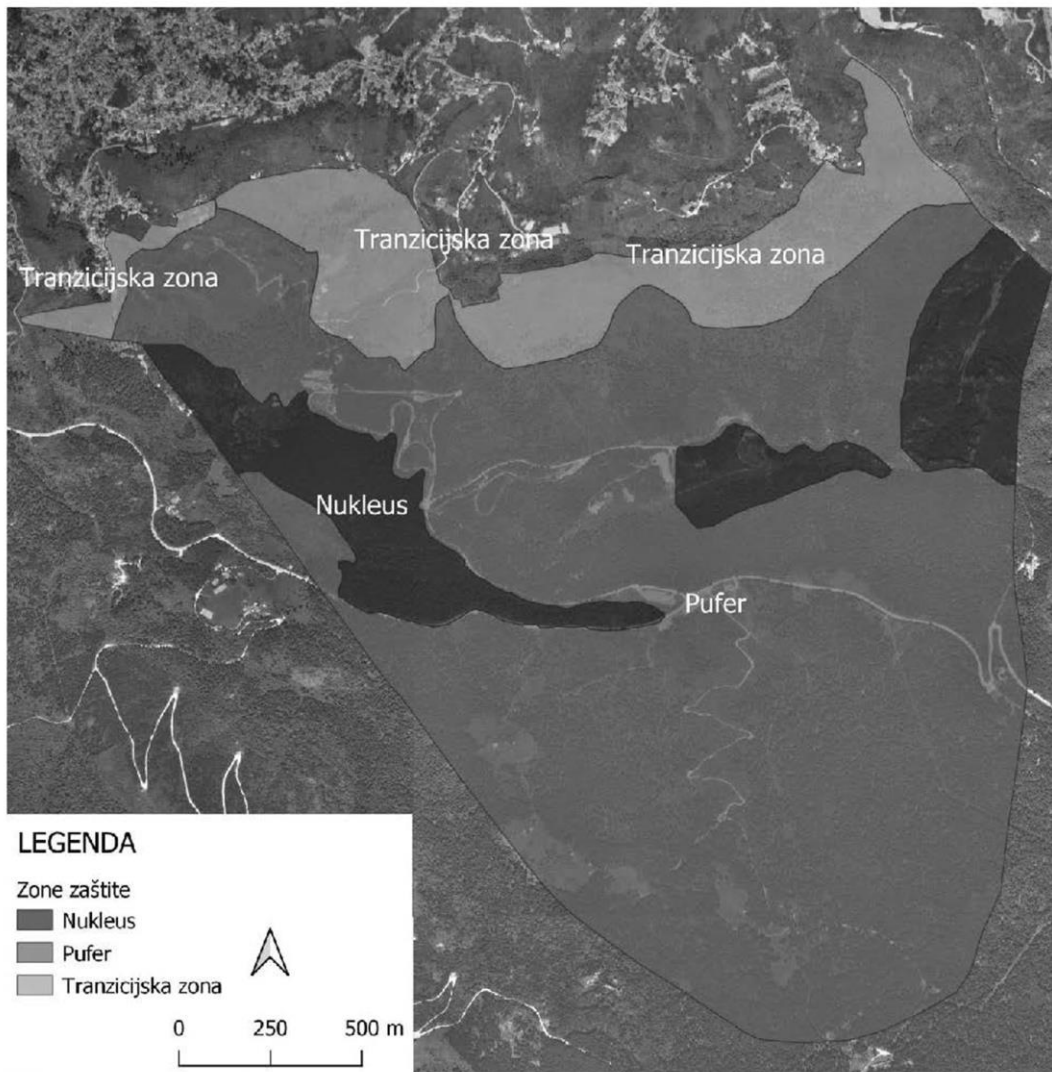 Tranzicijska zona
Tranzicijska zona
Tranzicijska zona
Nukleus
Pufer
LEGENDA
Zone zaštite
Nukleus
Pufer
Tranzicijska zona
0 250 500 m